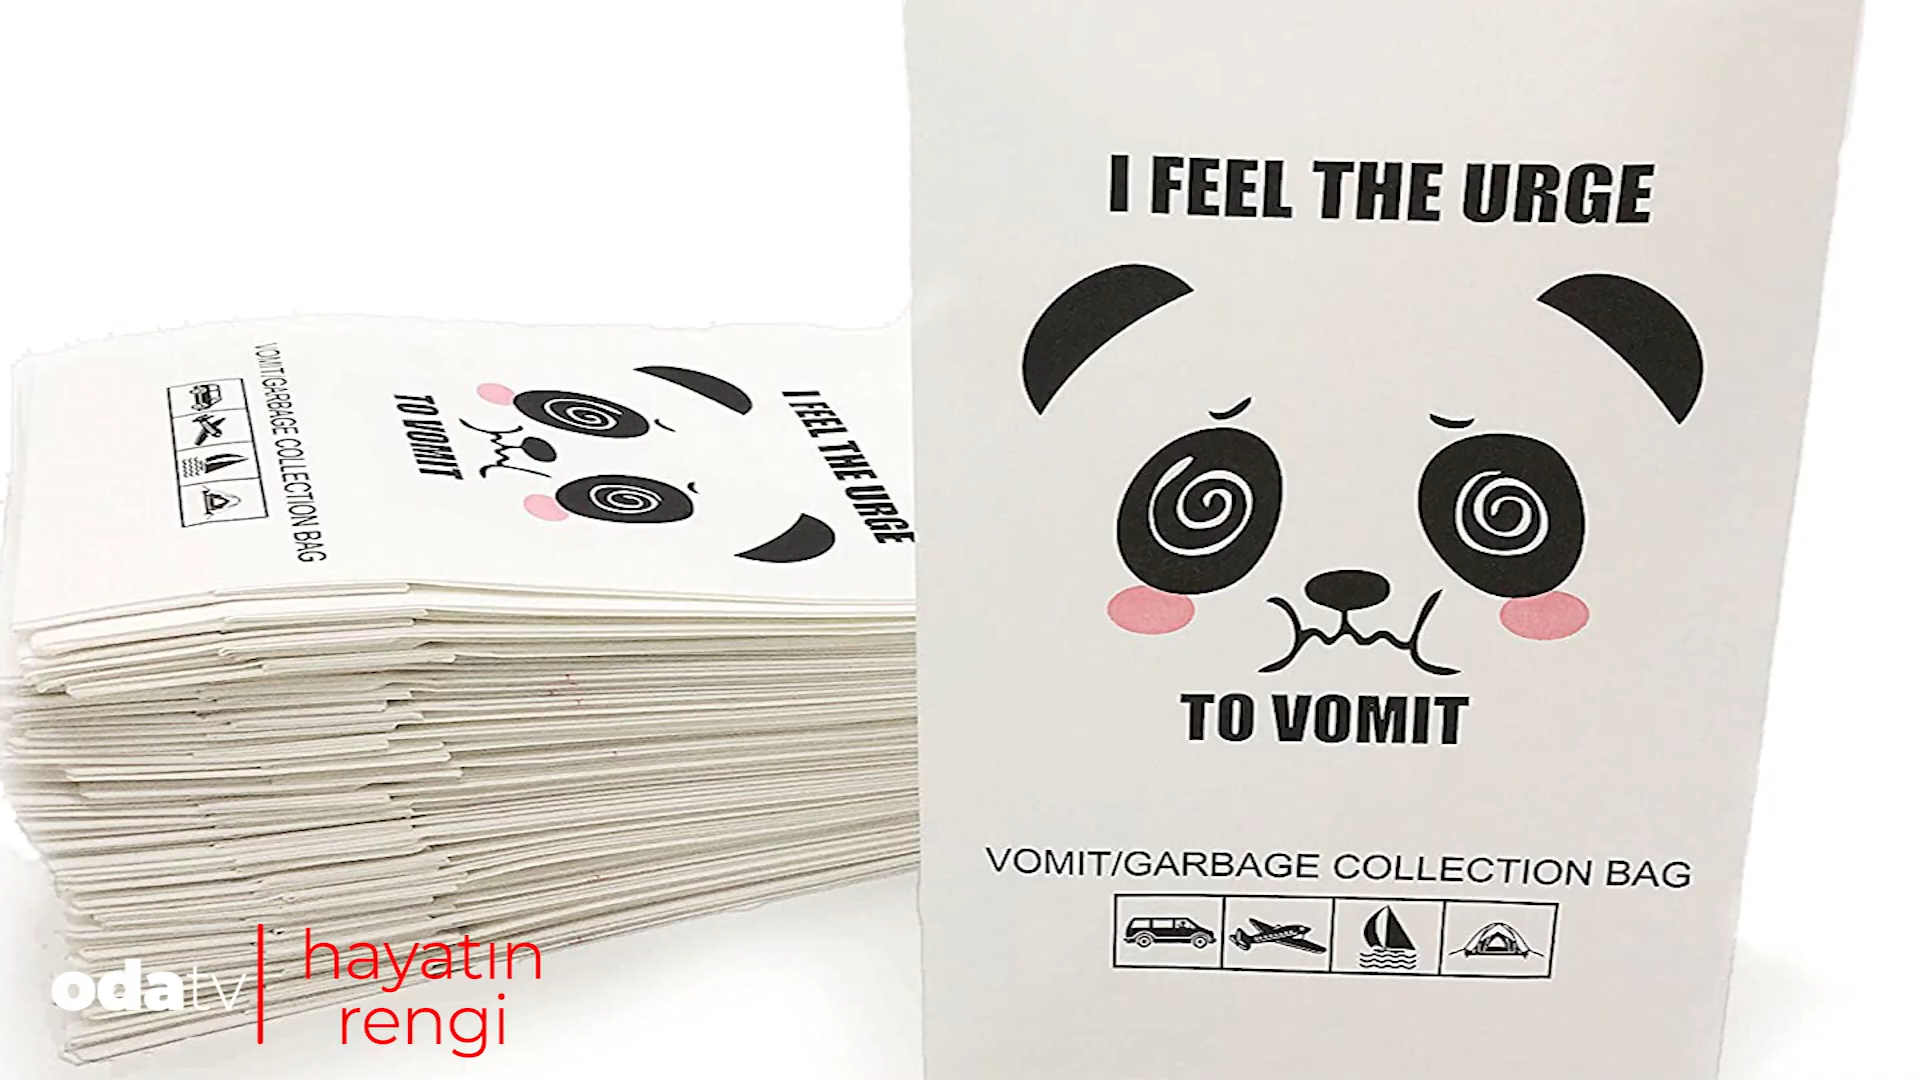 I FEEL THE URGE
TO VOMIT
VOMIT/GARBAGE COLLECTION BAG
I FEEL THE URGE
TO VOMIT
VOMIT/GARBAGE COLLECTION BAG
odatv
hayatın
rengi